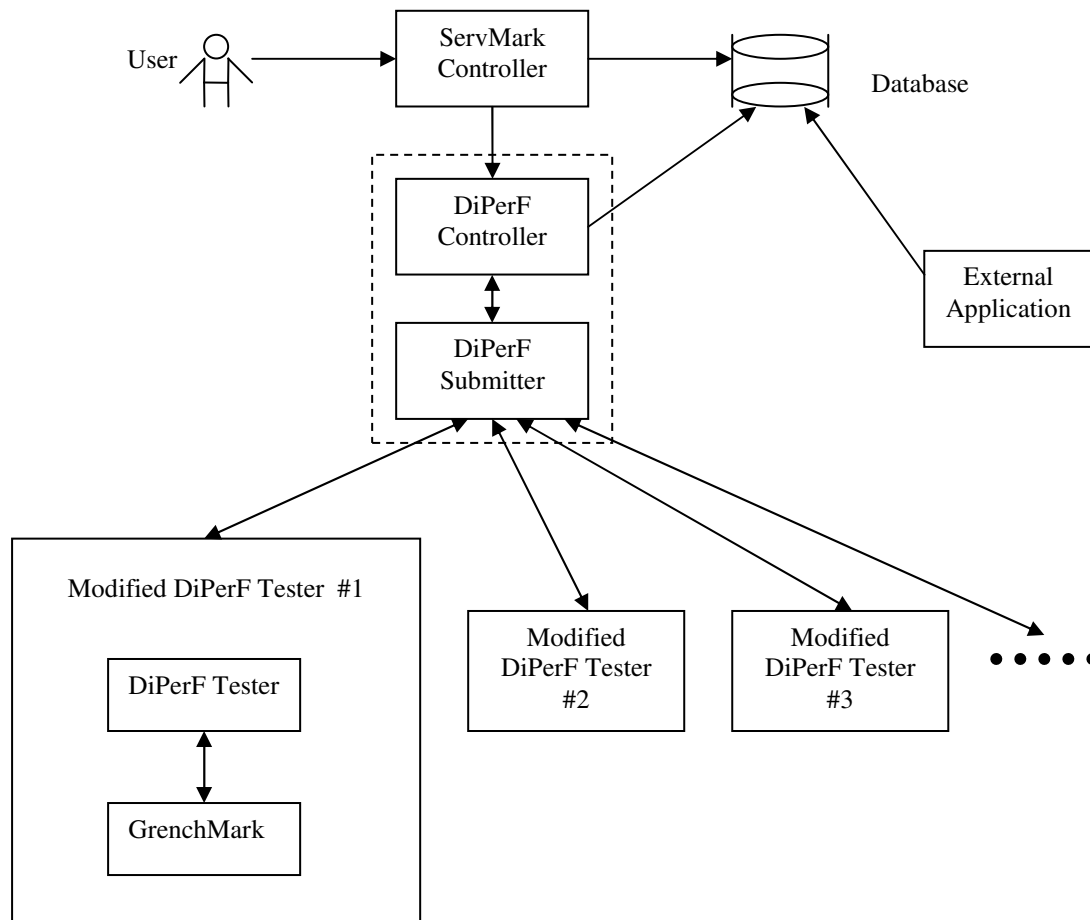 User
ServMark
Controller
Database
DiPerF
Controller
External
Application
DiPerF
Submitter
Modified DiPerF Tester #1
Modified
DiPerF Tester
#2
Modified
DiPerF Tester
#3
DiPerF Tester
GrenchMark